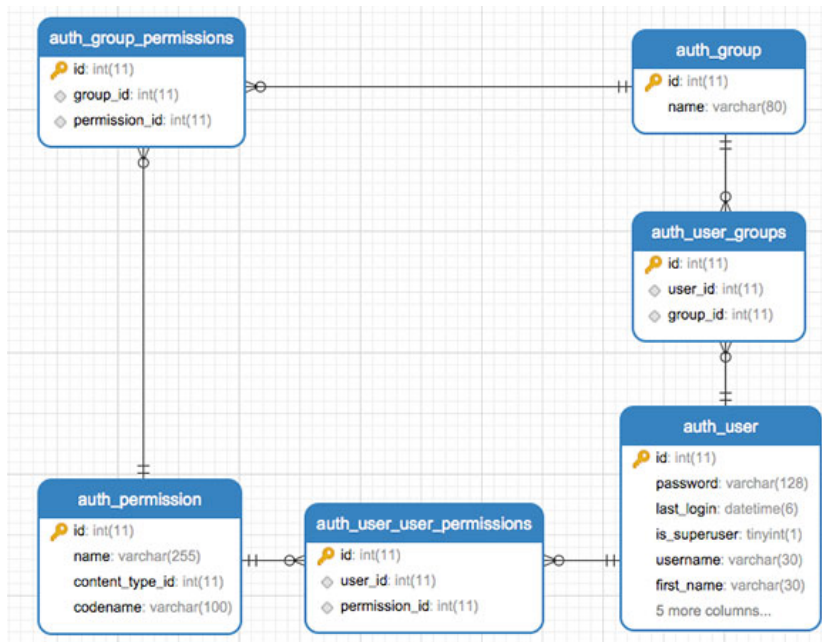 auth_group_permissions
id: int(11)
group_id: int(11)
permission_id: int(11)
auth_group
id: int(11)
name: varchar(80)
auth_user_groups
id: int(11)
user_id: int(11)
group_id: int(11)
auth_user
id: int(11)
password: varchar(128)
last_login: datetime(6)
is_superuser: tinyint(1)
username: varchar(30)
first_name: varchar(30)
5 more columns...
auth_permission
id: int(11)
name: varchar(255)
content_type_id: int(11)
codename: varchar(100)
auth_user_user_permissions
id: int(11)
user_id: int(11)
permission_id: int(11)